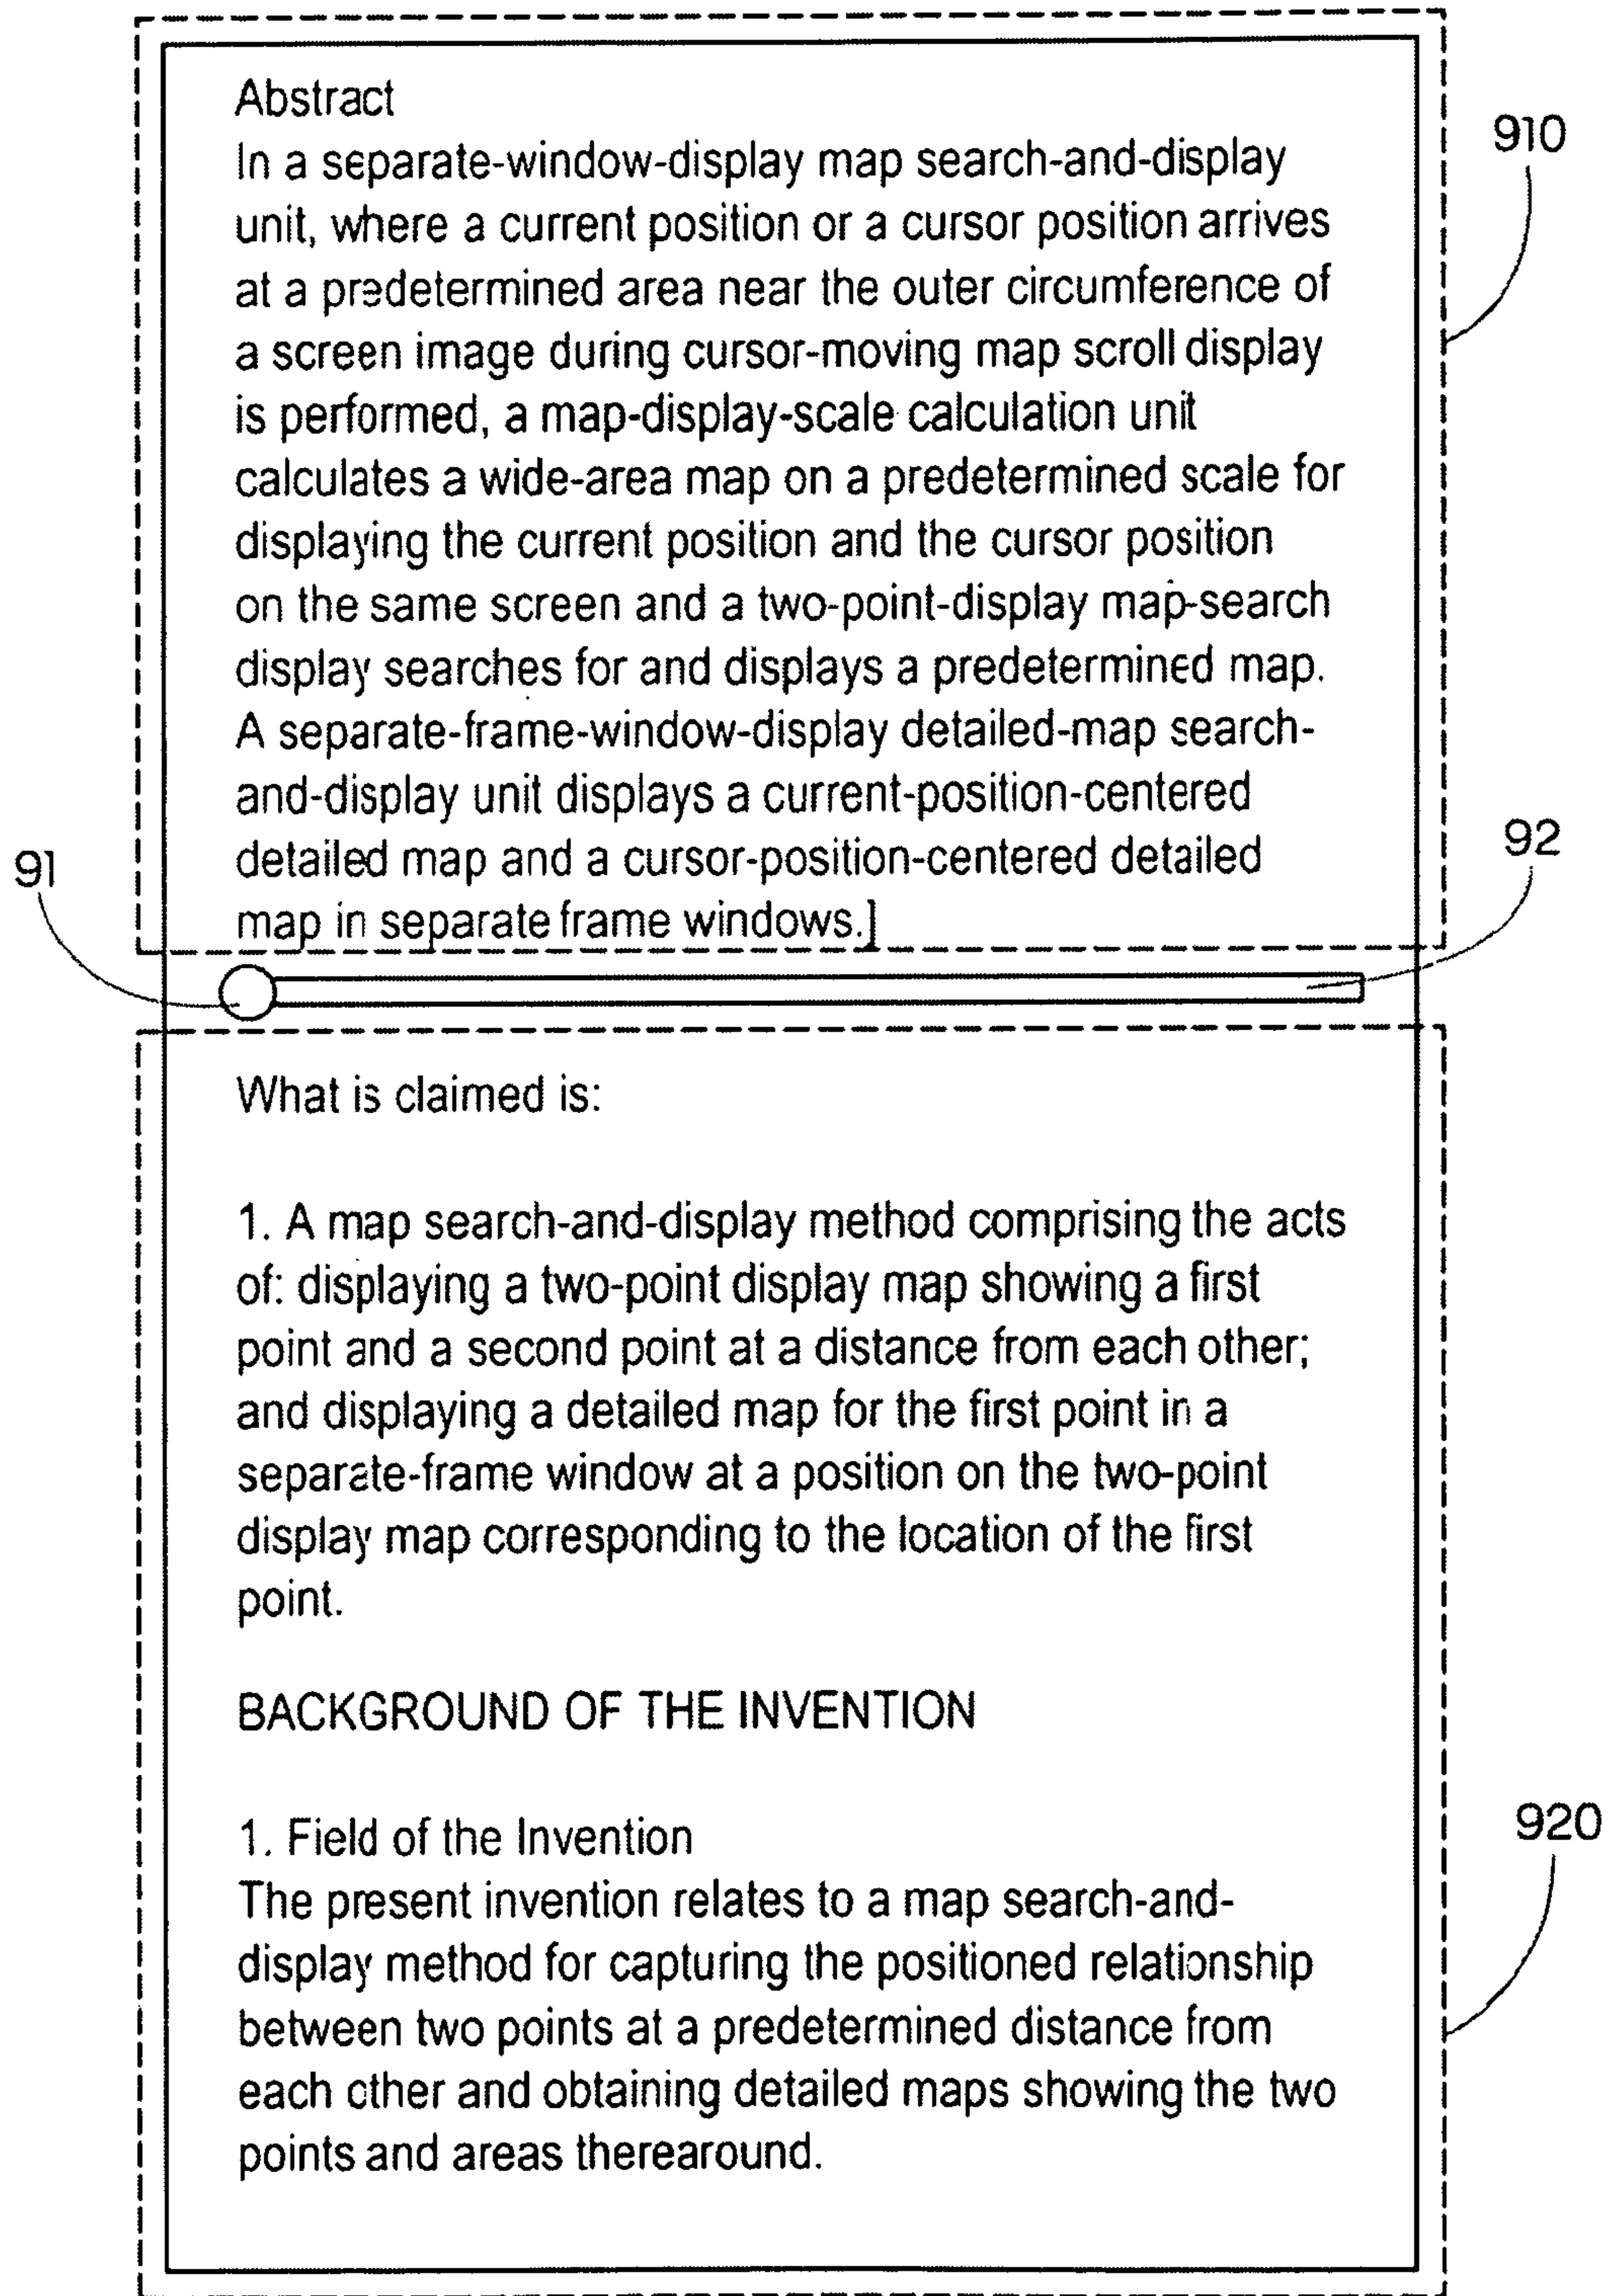 Abstract
In a separate-window-display map search-and-display
910
unit, where a current position or a cursor position arrives
at a predetermined area near the outer circumference of
a screen image during cursor-moving map scroll display
is performed, a map-display-scale calculation unit
calculates a wide-area map on a predetermined scale for
displaying the current position and the cursor position
on the same screen and a two-point-display map-search
display searches for and displays a predetermined map.
A separate-frame-window-display detailed-map search-
and-display unit displays a current-position-centered
92
91
detailed map and a cursor-position-centered detailed
map in separate frame windows.]
What is claimed is:
1. A map search-and-display method comprising the acts
of: displaying a two-point display map showing a first
point and a second point at a distance from each other;
and displaying a detailed map for the first point in a
separate-frame window at a position on the two-point
display map corresponding to the location of the first
point.
BACKGROUND OF THE INVENTION
1. Field of the Invention
920
The present invention relates to a map search-and-
display method for capturing the positioned relationship
between two points at a predetermined distance from
each other and obtaining detailed maps showing the two
points and areas therearound.